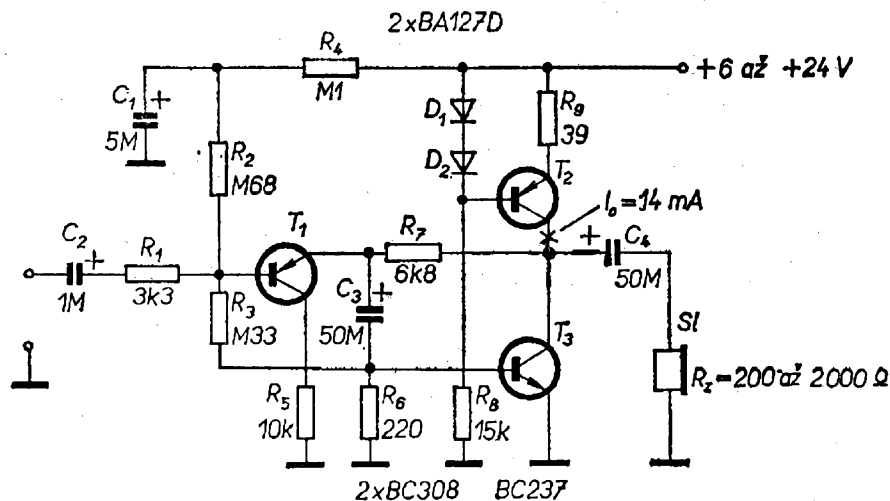 2xBA127D
R4
M1
+6 až +24 V
C1
+
5M
R2
M68
D1
D2
R9
39
T2
I0=14 mA
C2
+
1M
R1
3k3
T1
R7
6k8
+
C4
50M
R3
M33
C3
+
50M
T3
Sl
Rz=200 až 2000 Ω
R5
10k
R6
220
R8
15k
2xBC308
BC237